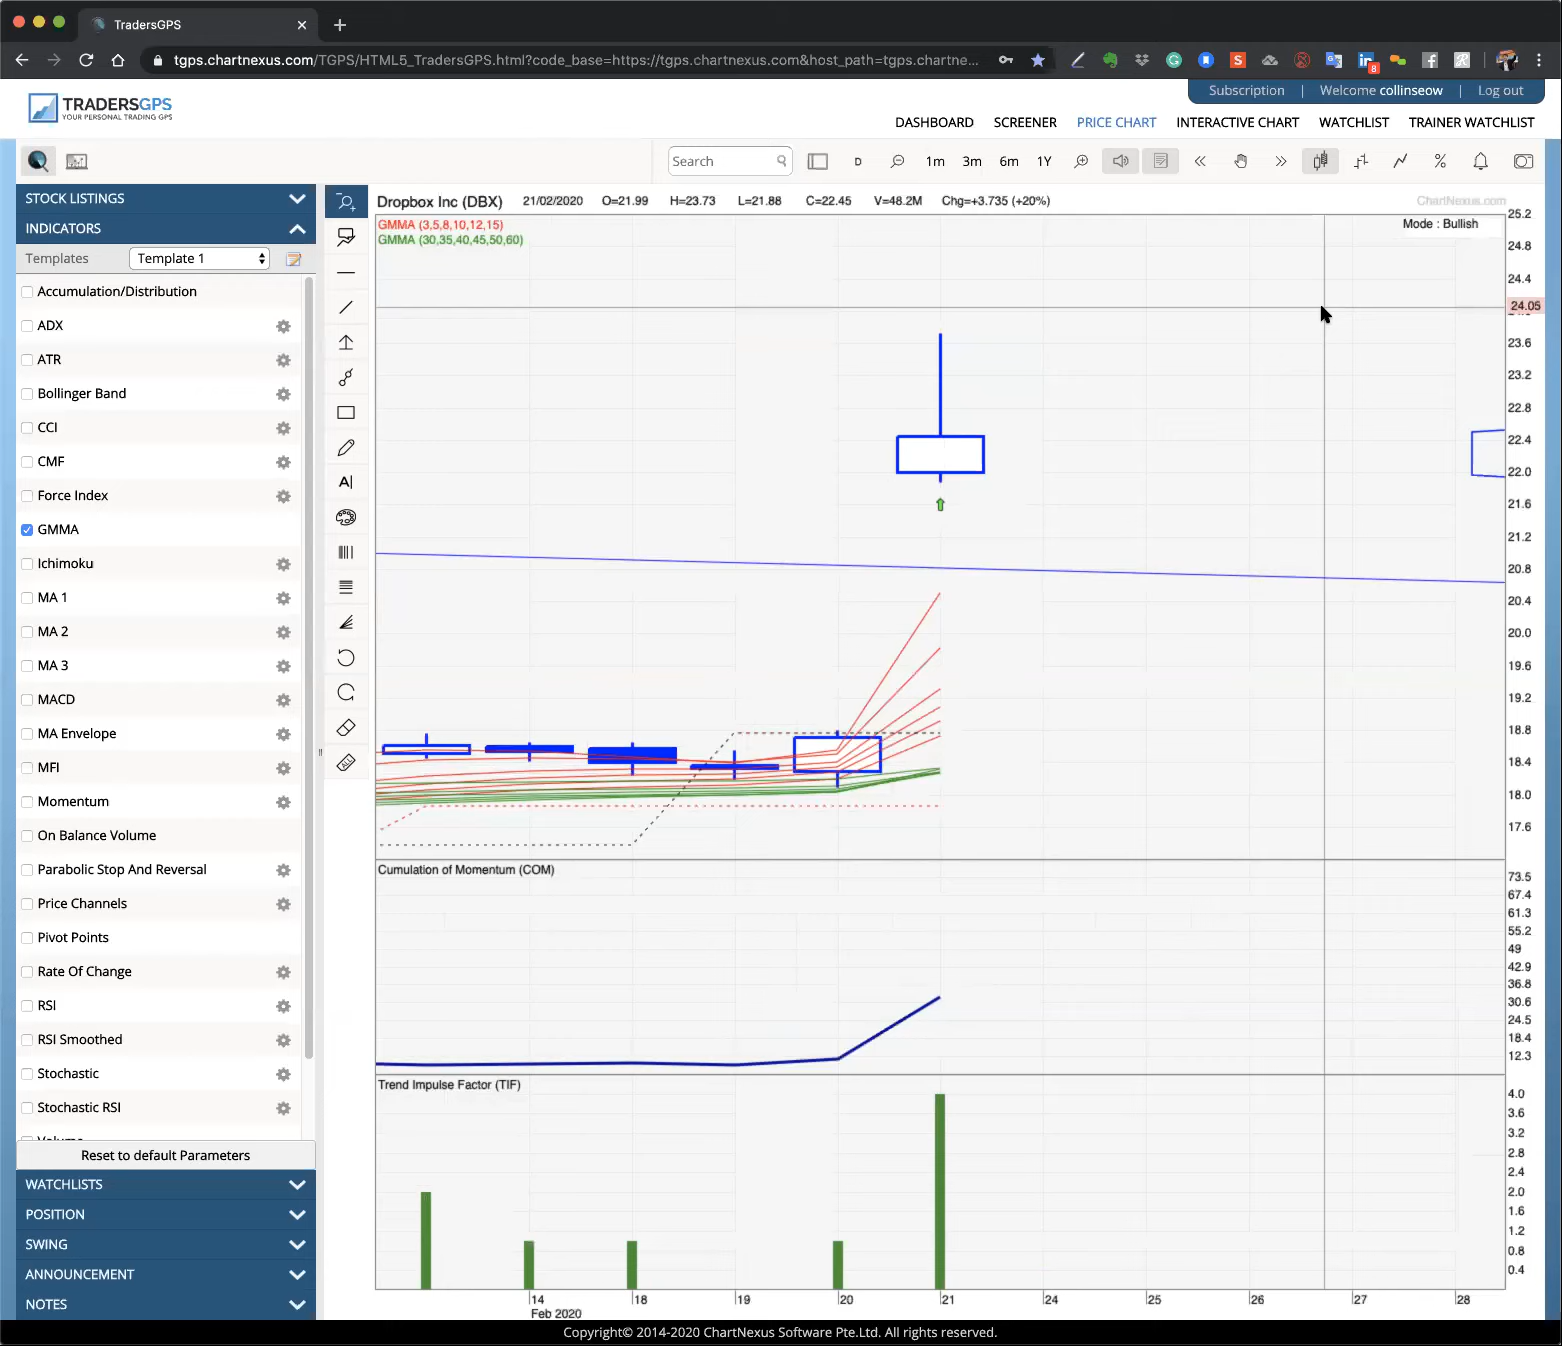 TradersGPS
tgps.chartnexus.com/TGPS/HTML5_TradersGPS.html?code_base=https://tgps.chartnexus.com&host_path=tgps.chartne...
8
Subscription | Welcome collinseow | Log out
TRADERSGPS
YOUR PERSONAL TRADING GPS
DASHBOARD SCREENER PRICE CHART INTERACTIVE CHART WATCHLIST TRAINER WATCHLIST
Search D 1m 3m 6m 1Y
STOCK LISTINGS
INDICATORS
Templates Template 1
Accumulation/Distribution
ADX
ATR
Bollinger Band
CCI
CMF
Force Index
GMMA
Ichimoku
MA 1
MA 2
MA 3
MACD
MA Envelope
MFI
Momentum
On Balance Volume
Parabolic Stop And Reversal
Price Channels
Pivot Points
Rate Of Change
RSI
RSI Smoothed
Stochastic
Stochastic RSI
Volume
Reset to default Parameters
WATCHLISTS
POSITION
SWING
ANNOUNCEMENT
NOTES
Dropbox Inc (DBX) 21/02/2020 O=21.99 H=23.73 L=21.88 C=22.45 V=48.2M Chg=+3.735 (+20%)
ChartNexus.com
GMMA (3,5,8,10,12,15)
GMMA (30,35,40,45,50,60)
Mode : Bullish
25.2
24.8
24.4
24.05
23.6
23.2
22.8
22.4
22.0
21.6
21.2
20.8
20.4
20.0
19.6
19.2
18.8
18.4
18.0
17.6
Cumulation of Momentum (COM)
73.5
67.4
61.3
55.2
49
42.9
36.8
30.6
24.5
18.4
12.3
Trend Impulse Factor (TIF)
4.0
3.6
3.2
2.8
2.4
2.0
1.6
1.2
0.8
0.4
14 18 19 20 21 24 25 26 27 28
Feb 2020
Copyright© 2014-2020 ChartNexus Software Pte.Ltd. All rights reserved.